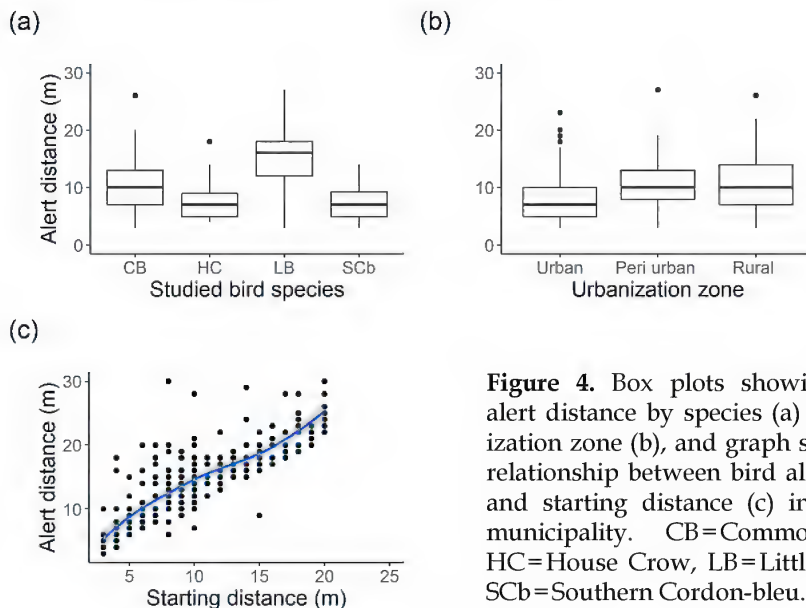 (a)
30
20
10
0
Alert distance (m)
CB HC LB SCb
Studied bird species
(b)
30
20
10
0
Alert distance (m)
Urban Peri urban Rural
Urbanization zone
(c)
30
20
10
Alert distance (m)
5 10 15 20 25
Starting distance (m)
Figure 4. Box plots showi
alert distance by species (a)
ization zone (b), and graph s
relationship between bird al
and starting distance (c) in
municipality. CB=Commo
HC=House Crow, LB=Littl
SCb=Southern Cordon-bleu.